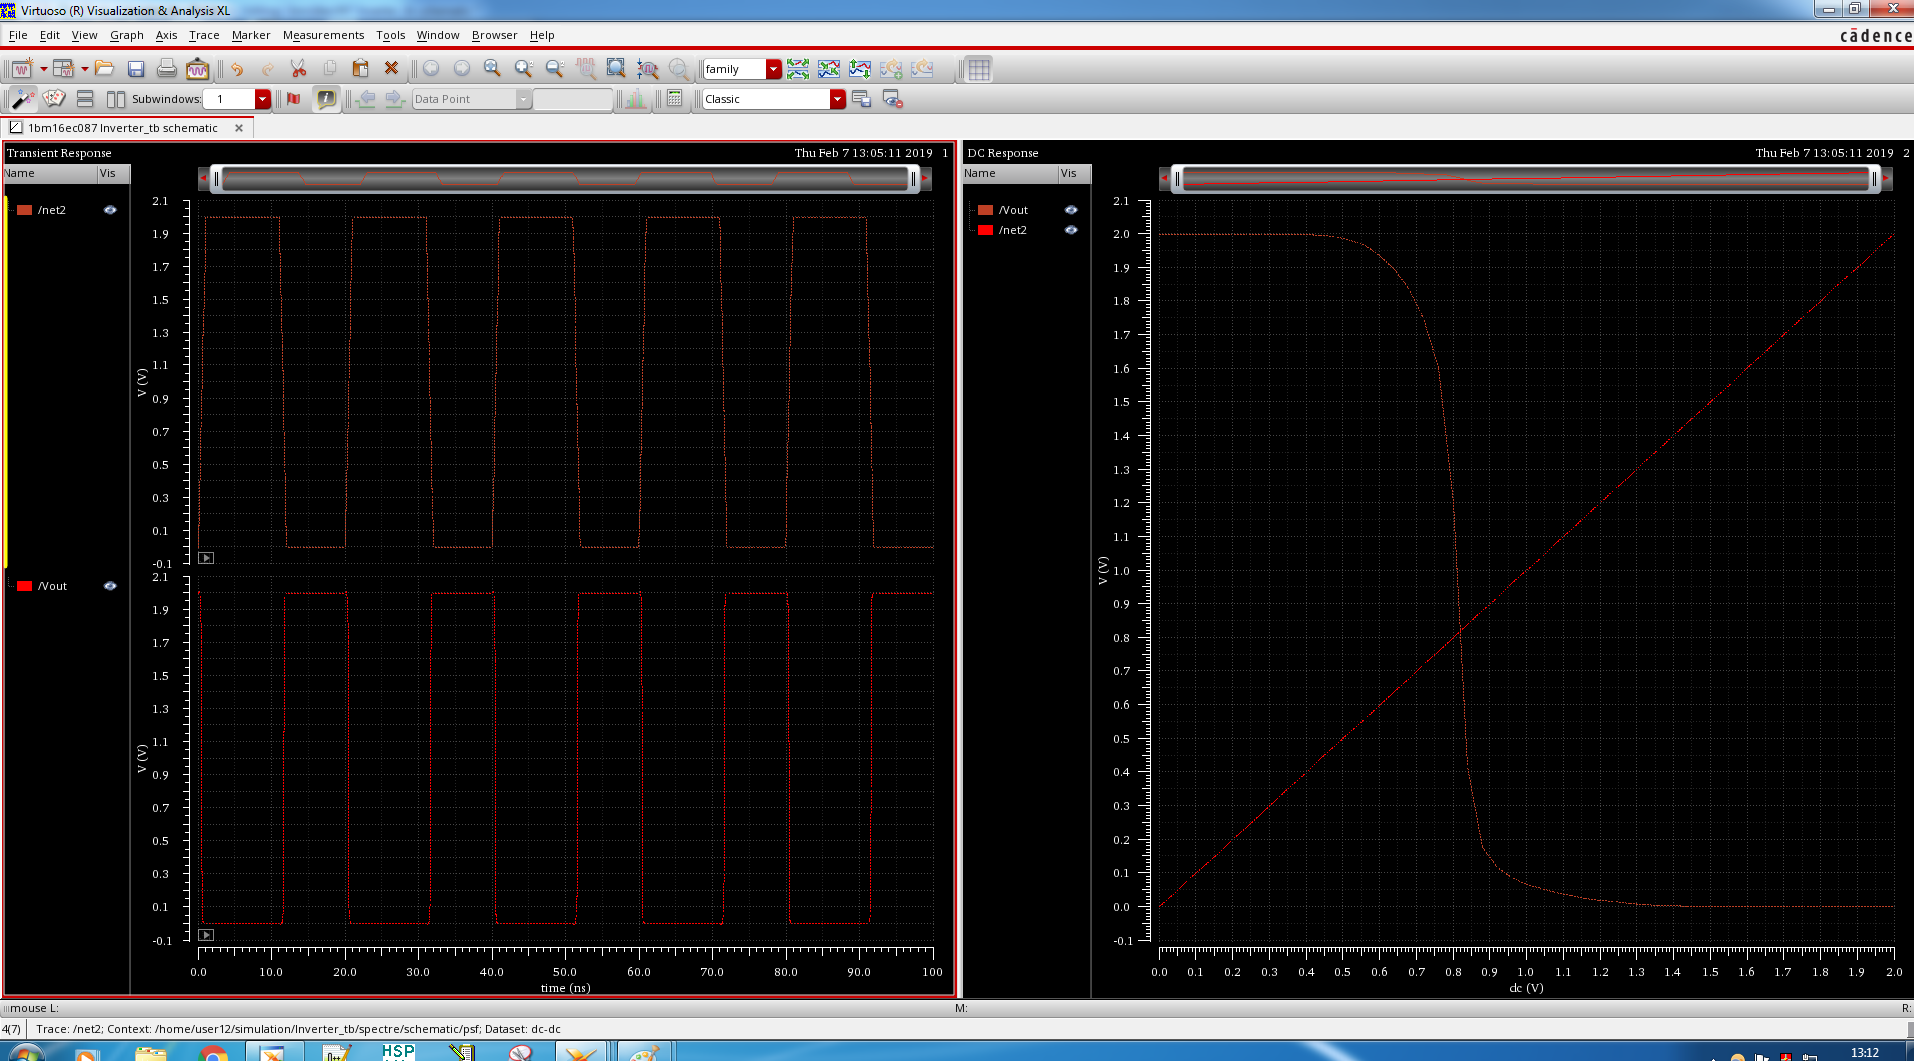 Virtuoso (R) Visualization & Analysis XL
File Edit View Graph Axis Trace Marker Measurements Tools Window Browser Help
cādence
family
Subwindows: 1
Data Point
Classic
1bm16ec087 Inverter_tb schematic
Transient Response
Thu Feb 7 13:05:11 2019 1
Name Vis
/net2
2.1
1.9
1.7
1.5
1.3
1.1
0.9
0.7
0.5
0.3
0.1
-0.1
V (V)
/Vout
2.1
1.9
1.7
1.5
1.3
1.1
0.9
0.7
0.5
0.3
0.1
-0.1
V (V)
0.0 10.0 20.0 30.0 40.0 50.0 60.0 70.0 80.0 90.0 100
time (ns)
DC Response
Thu Feb 7 13:05:11 2019 2
Name Vis
/Vout
/net2
2.1
2.0
1.9
1.8
1.7
1.6
1.5
1.4
1.3
1.2
1.1
1.0
0.9
0.8
0.7
0.6
0.5
0.4
0.3
0.2
0.1
0.0
-0.1
V (V)
0.0 0.1 0.2 0.3 0.4 0.5 0.6 0.7 0.8 0.9 1.0 1.1 1.2 1.3 1.4 1.5 1.6 1.7 1.8 1.9 2.0
dc (V)
mouse L: M: R:
4(7) Trace: /net2; Context: /home/user12/simulation/Inverter_tb/spectre/schematic/psf; Dataset: dc-dc
HSP
13:12